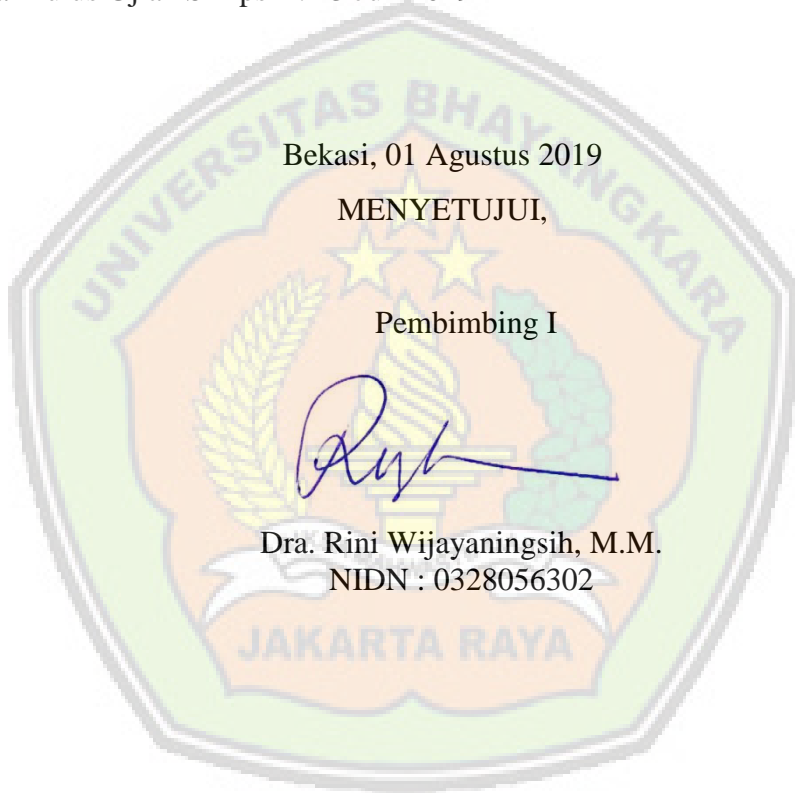 UNIVERSITAS BHAYANGKARA
Bekasi, 01 Agustus 2019
MENYETUJUI,
Pembimbing I
Dra. Rini Wijayaningsih, M.M.
NIDN : 0328056302
JAKARTA RAYA